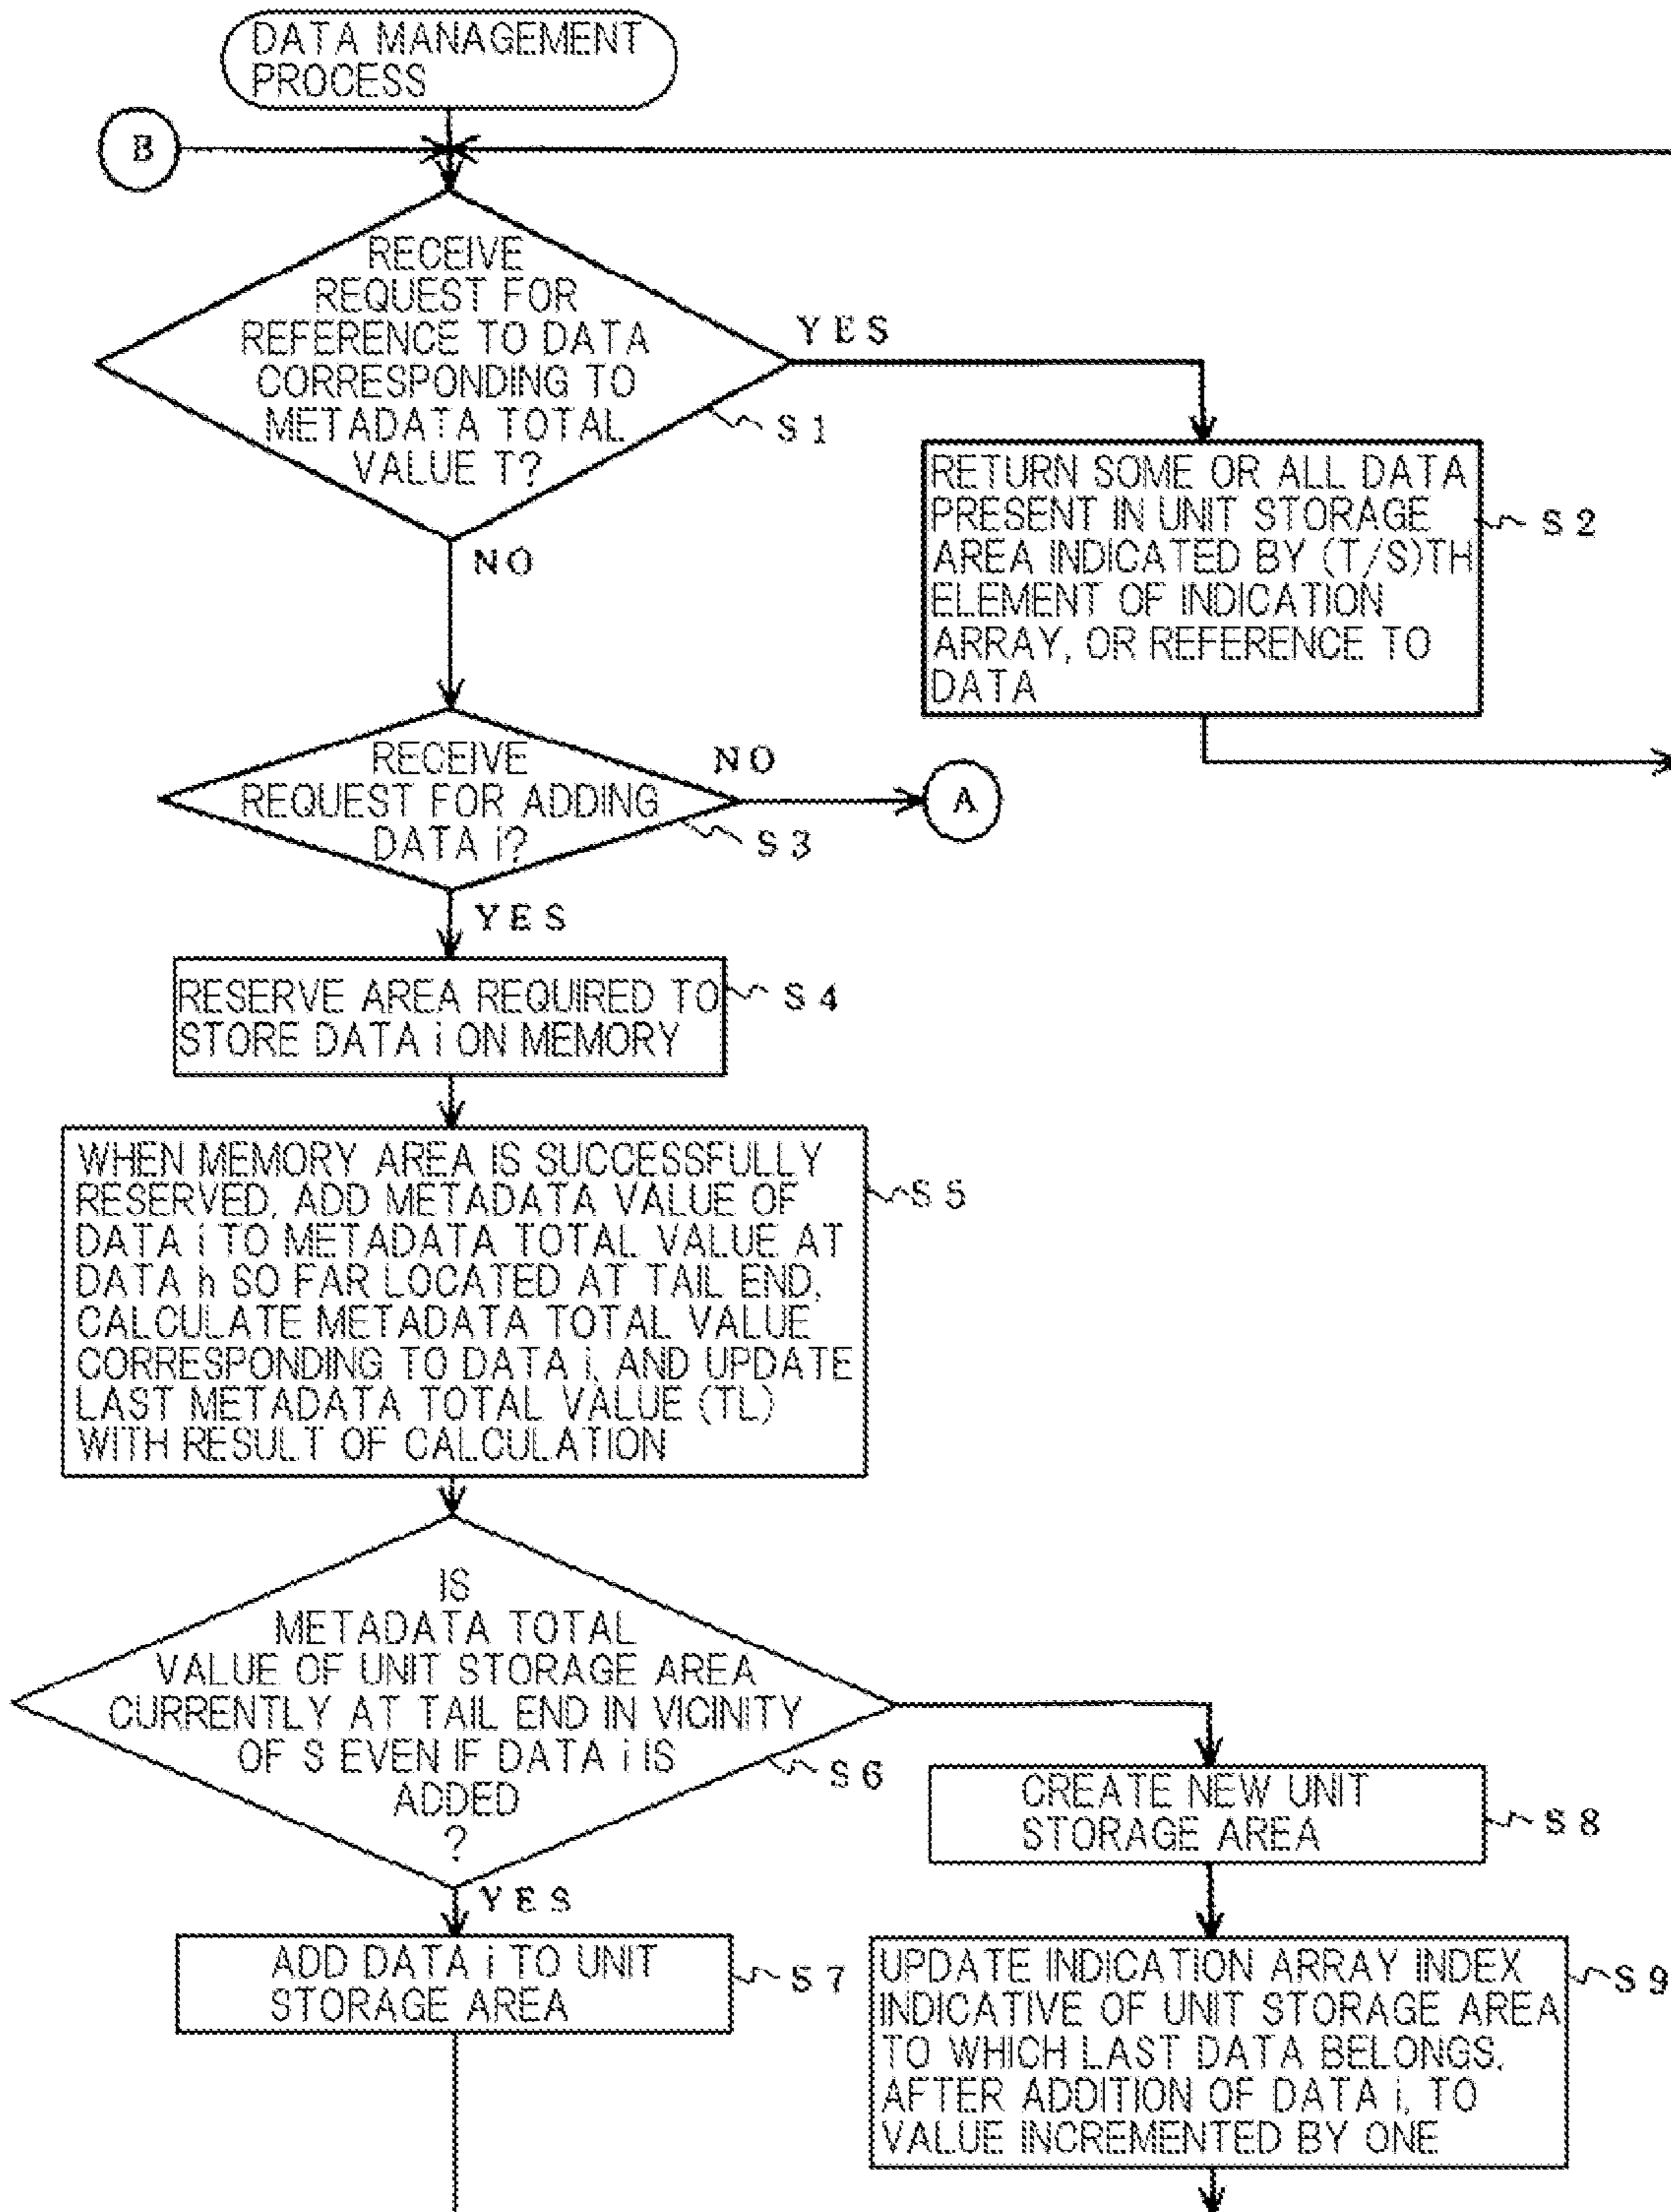 DATA MANAGEMENT
PROCESS
B
RECEIVE
REQUEST FOR
REFERENCE TO DATA
CORRESPONDING TO
METADATA TOTAL
VALUE T?
YES
S1
NO
RETURN SOME OR ALL DATA
PRESENT IN UNIT STORAGE
AREA INDICATED BY (T/S)TH
ELEMENT OF INDICATION
ARRAY, OR REFERENCE TO
DATA
S2
RECEIVE
REQUEST FOR ADDING
DATA i?
NO
A
S3
YES
RESERVE AREA REQUIRED TO
STORE DATA i ON MEMORY
S4
WHEN MEMORY AREA IS SUCCESSFULLY
RESERVED, ADD METADATA VALUE OF
DATA i TO METADATA TOTAL VALUE AT
DATA h SO FAR LOCATED AT TAIL END,
CALCULATE METADATA TOTAL VALUE
CORRESPONDING TO DATA i, AND UPDATE
LAST METADATA TOTAL VALUE (TL)
WITH RESULT OF CALCULATION
S5
IS
METADATA TOTAL
VALUE OF UNIT STORAGE AREA
CURRENTLY AT TAIL END IN VICINITY
OF S EVEN IF DATA i IS
ADDED
?
S6
YES
CREATE NEW UNIT
STORAGE AREA
S8
ADD DATA i TO UNIT
STORAGE AREA
S7
UPDATE INDICATION ARRAY INDEX
INDICATIVE OF UNIT STORAGE AREA
TO WHICH LAST DATA BELONGS,
AFTER ADDITION OF DATA i, TO
VALUE INCREMENTED BY ONE
S9